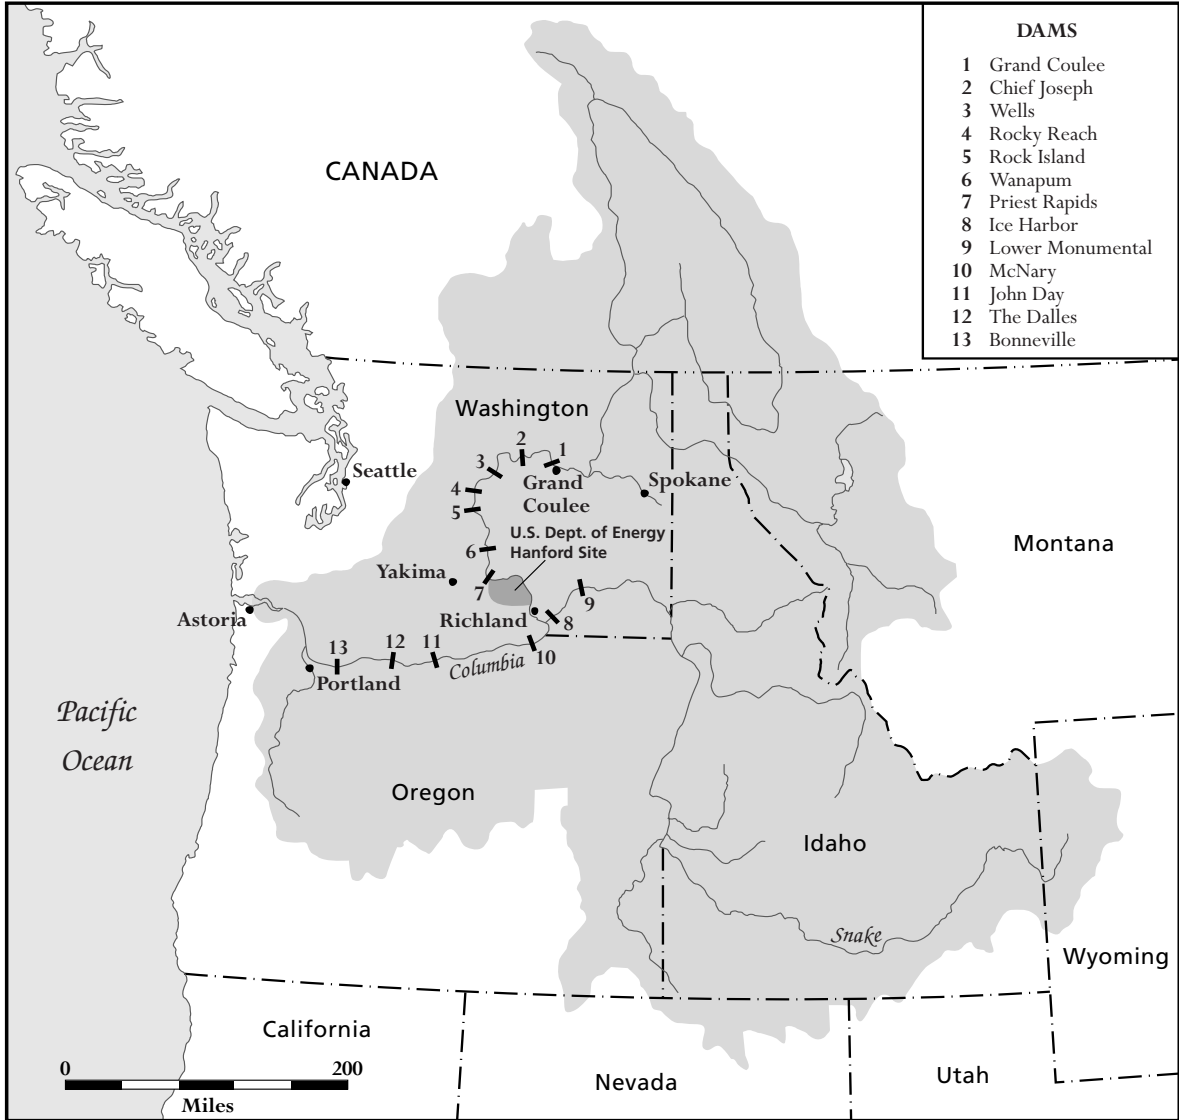 DAMS
1 Grand Coulee
2 Chief Joseph
3 Wells
4 Rocky Reach
5 Rock Island
6 Wanapum
7 Priest Rapids
8 Ice Harbor
9 Lower Monumental
10 McNary
11 John Day
12 The Dalles
13 Bonneville
CANADA
Washington
2
1
3
Seattle
Grand
Coulee
Spokane
4
5
U.S. Dept. of Energy
Hanford Site
Montana
6
Yakima
7
9
Astoria
Richland
8
13
12
11
10
Columbia
Portland
Pacific
Ocean
Oregon
Idaho
Snake
Wyoming
California
0
200
Miles
Nevada
Utah